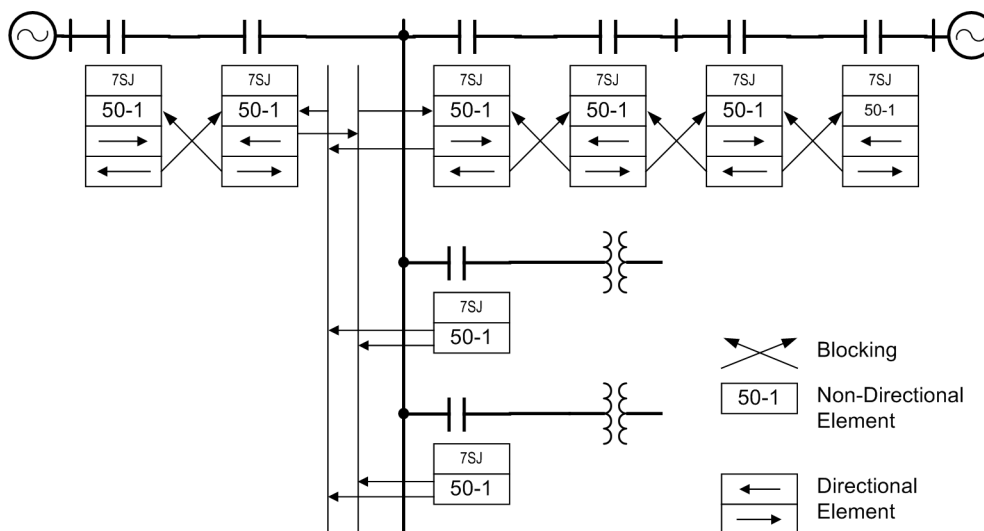 7SJ 7SJ 7SJ 7SJ 7SJ 7SJ
50-1 50-1 50-1 50-1 50-1 50-1
7SJ
50-1
Blocking
50-1 Non-Directional
Element
7SJ
50-1
Directional
Element